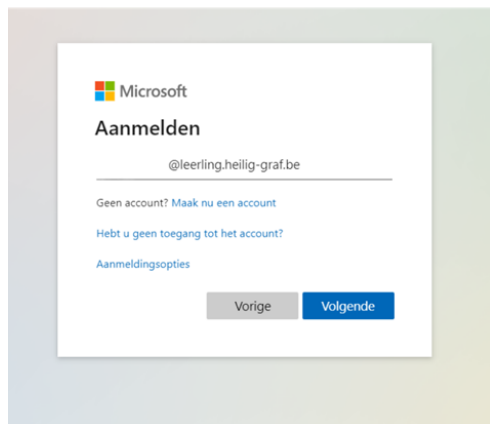 Microsoft
Aanmelden
@leerling.heilig-graf.be
Geen account? Maak nu een account
Hebt u geen toegang tot het account?
Aanmeldingsopties
Vorige Volgende